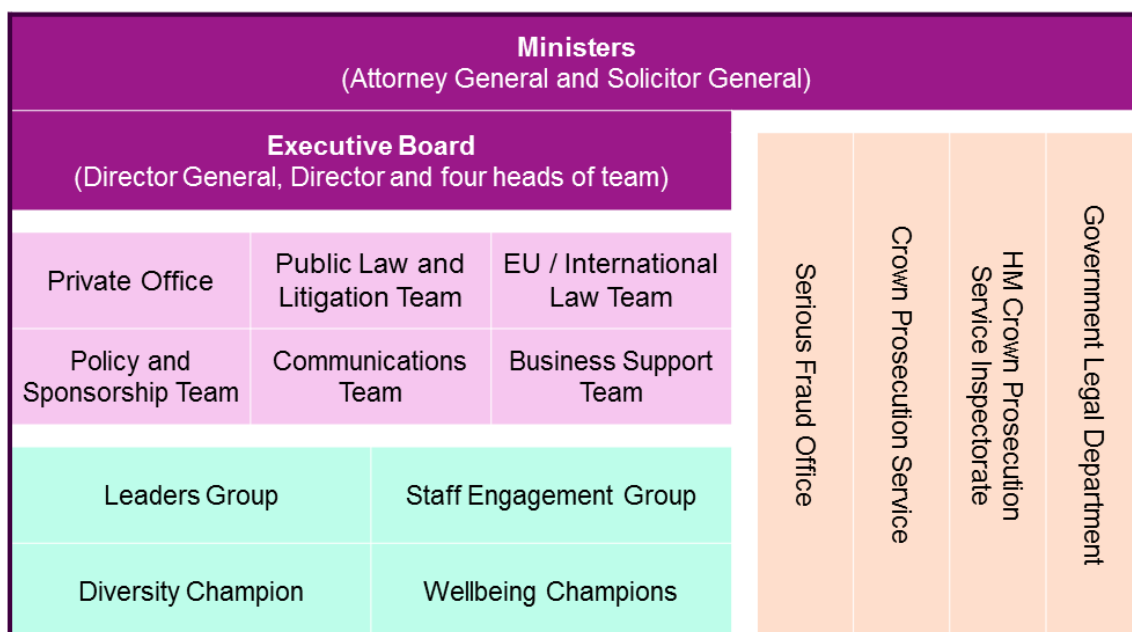 Ministers
(Attorney General and Solicitor General)
Executive Board
(Director General, Director and four heads of team)
Private Office
Public Law and
Litigation Team
EU / International
Law Team
Policy and
Sponsorship Team
Communications
Team
Business Support
Team
Leaders Group
Staff Engagement Group
Diversity Champion
Wellbeing Champions
Serious Fraud Office
Crown Prosecution Service
HM Crown Prosecution
Service Inspectorate
Government Legal Department